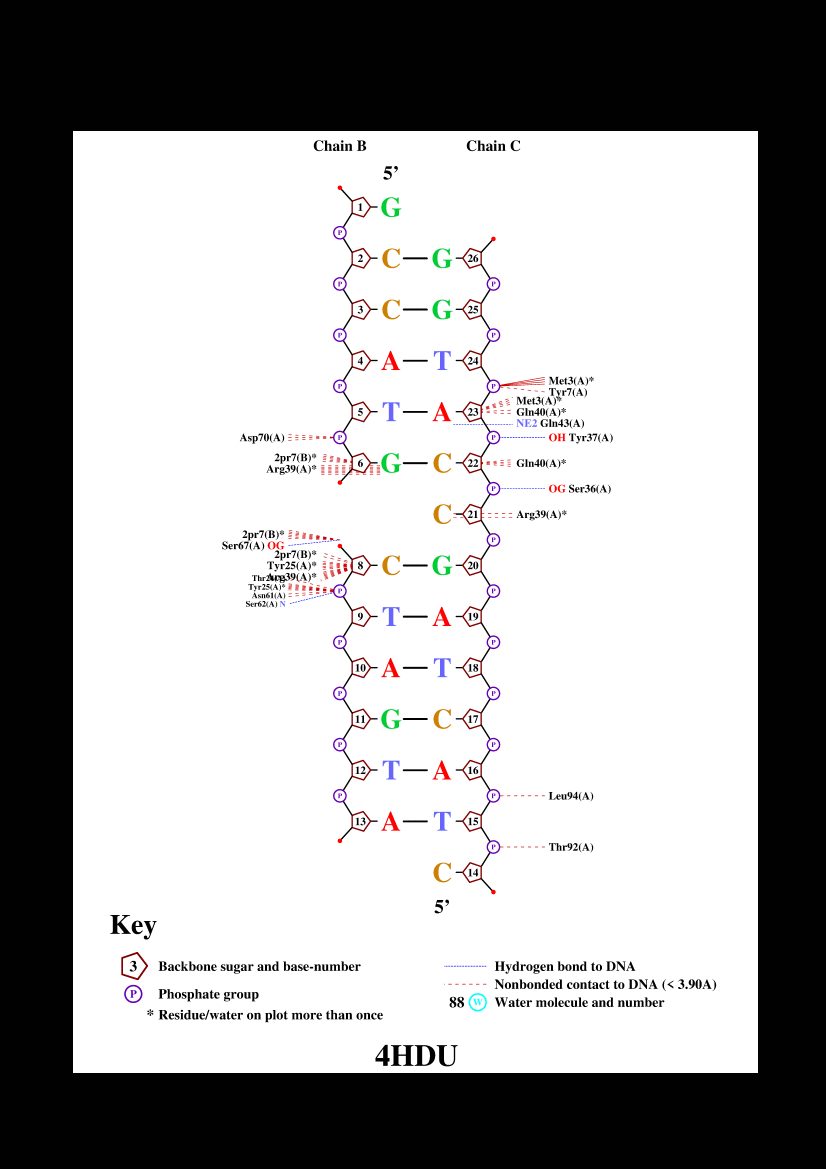 Chain B Chain C
5’
1 G
P
2 C G 26
P P
3 C G 25
P P
4 A T 24
P P Met3(A)*
Tyr7(A)
Met3(A)*
5 T A 23 Gln40(A)*
NE2 Gln43(A)
Asp70(A) P P OH Tyr37(A)
2pr7(B)*
6 G C 22 Gln40(A)*
Arg39(A)*
P OG Ser36(A)
C 21 Arg39(A)*
2pr7(B)*
P
Ser67(A) OG
2pr7(B)*
Tyr25(A)* 8 C G 20
Arg39(A)*
Tyr25(A)*
P P
Asn61(A)
Ser62(A) N
9 T A 19
P P
10 A T 18
P P
11 G C 17
P P
12 T A 16
P P Leu94(A)
13 A T 15
P Thr92(A)
C 14
5’
Key
3 Backbone sugar and base-number
P Phosphate group
* Residue/water on plot more than once
Hydrogen bond to DNA
Nonbonded contact to DNA (< 3.90A)
88 W Water molecule and number
4HDU